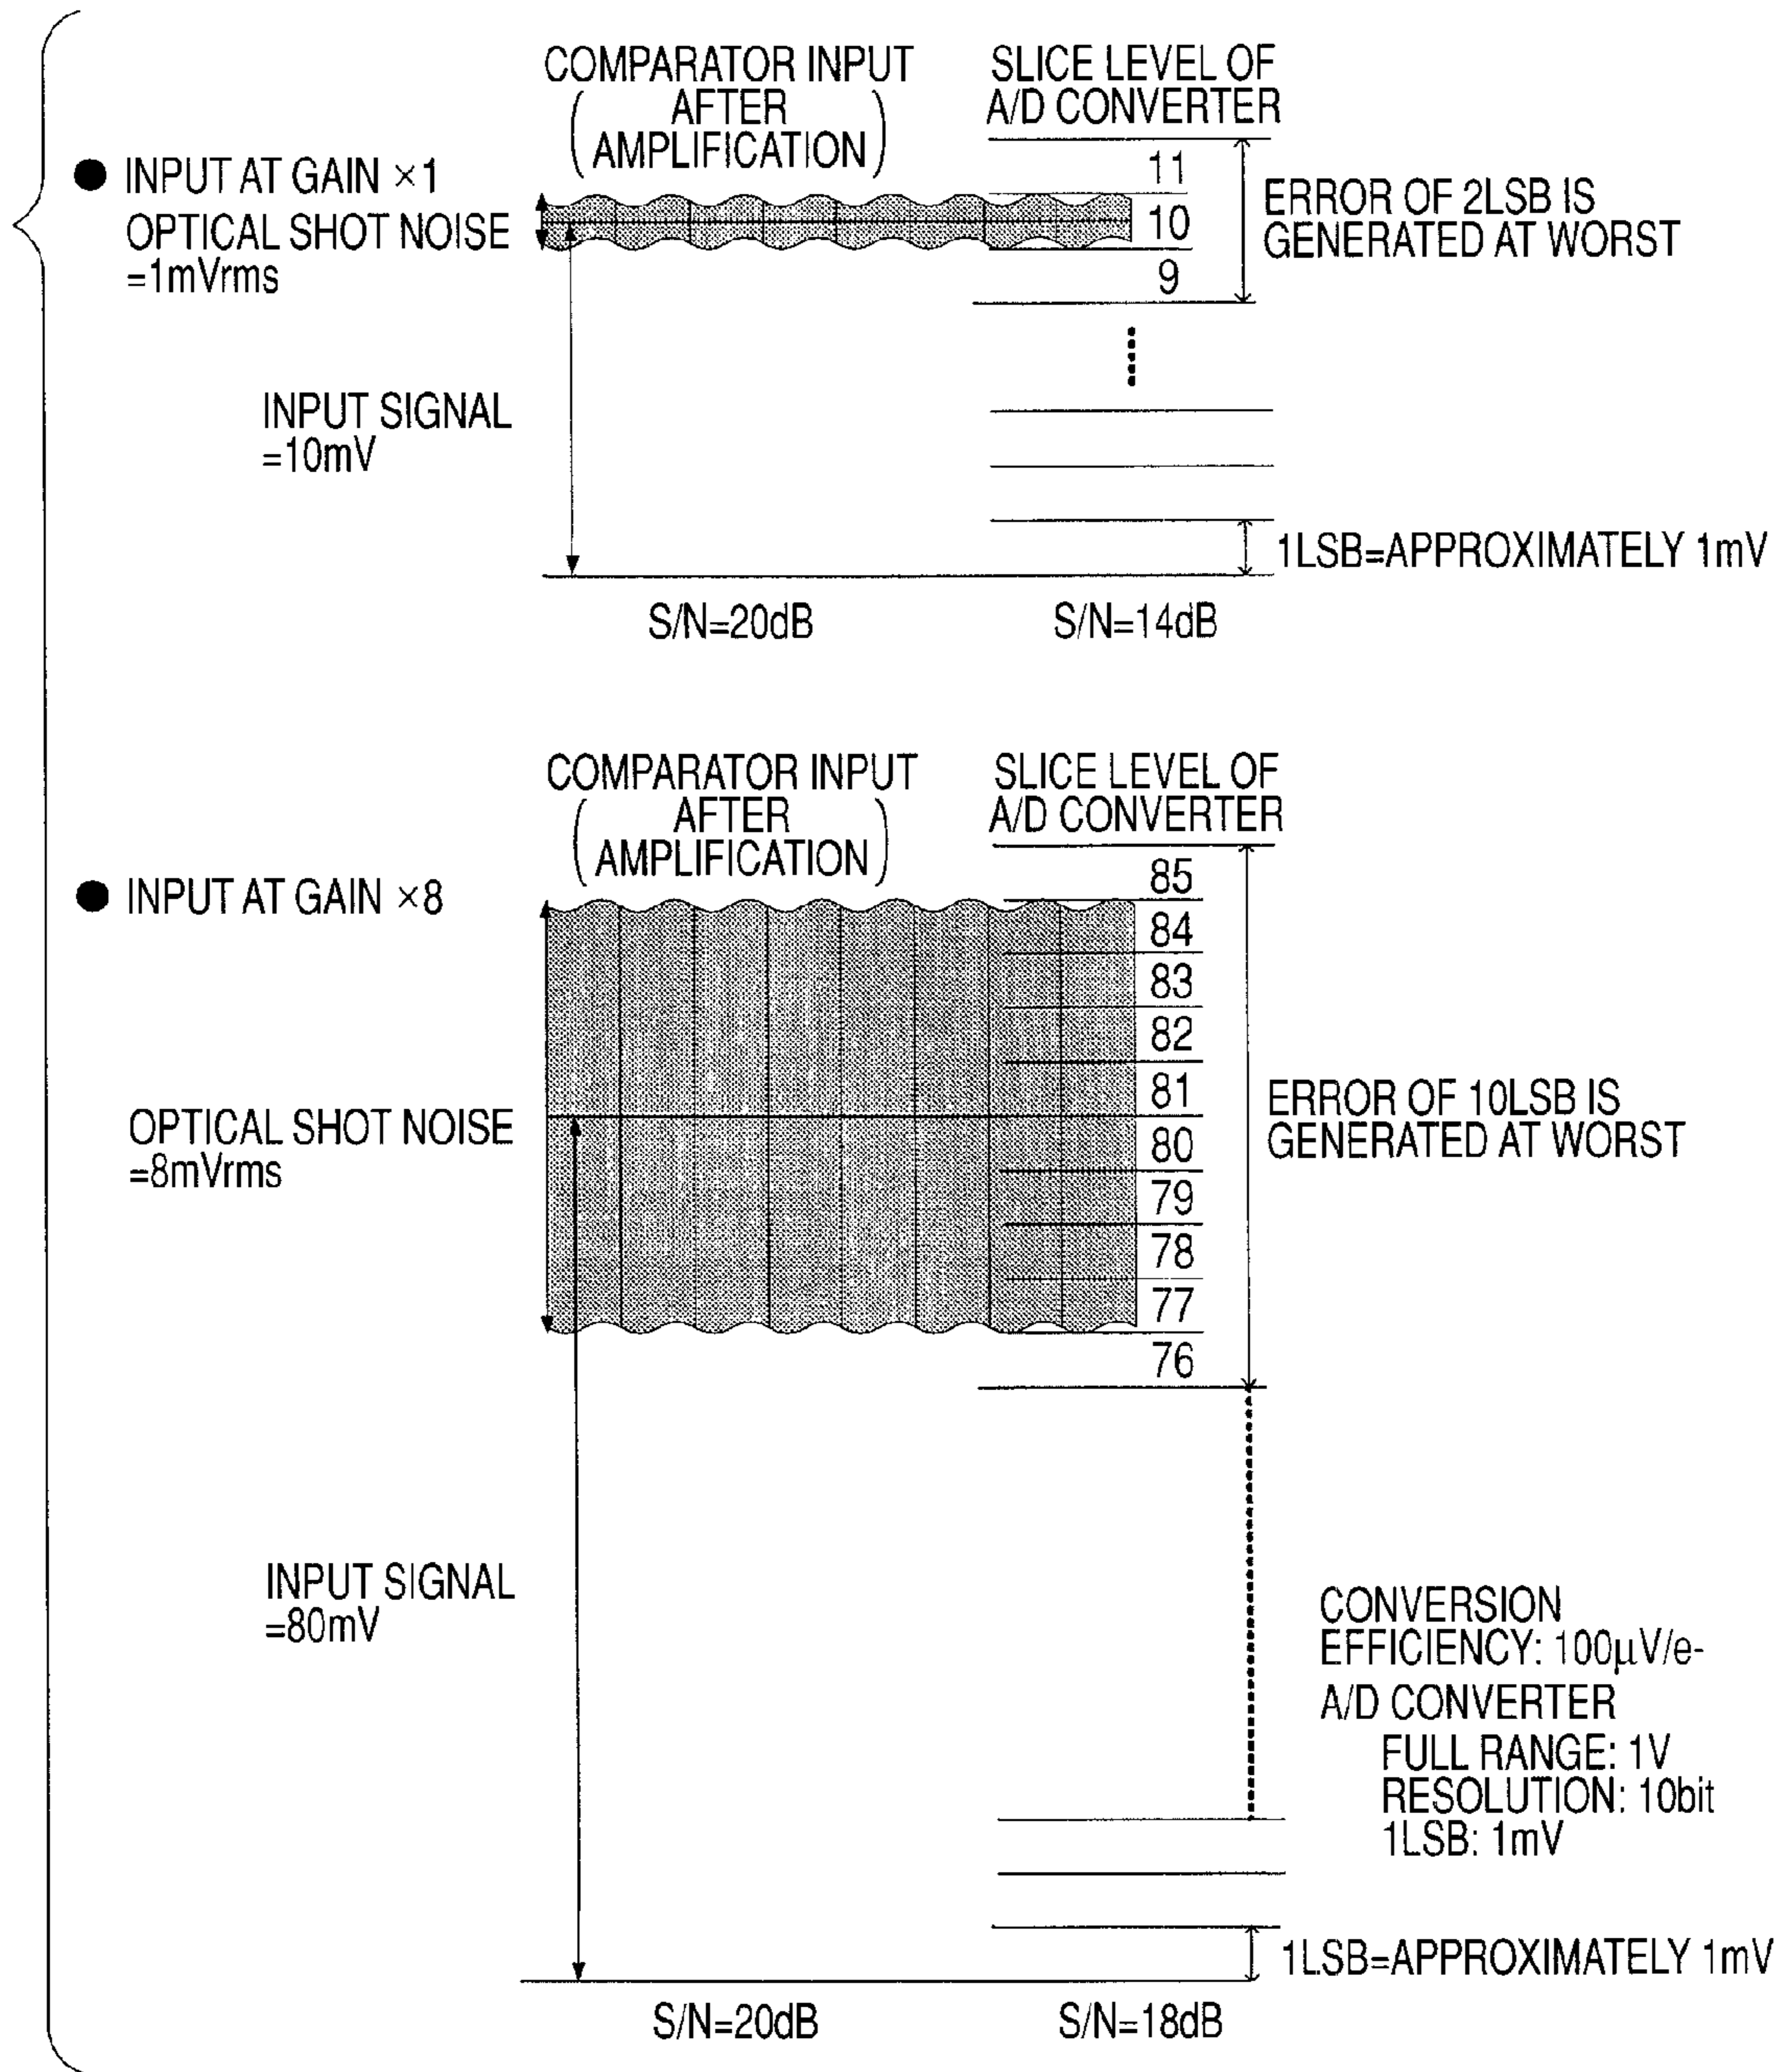 COMPARATOR INPUT
( AFTER
AMPLIFICATION )
SLICE LEVEL OF
A/D CONVERTER
● INPUT AT GAIN ×1
OPTICAL SHOT NOISE
=1mVrms
11
10
9
ERROR OF 2LSB IS
GENERATED AT WORST
INPUT SIGNAL
=10mV
1LSB=APPROXIMATELY 1mV
S/N=20dB
S/N=14dB
COMPARATOR INPUT
( AFTER
AMPLIFICATION )
SLICE LEVEL OF
A/D CONVERTER
● INPUT AT GAIN ×8
85
84
83
82
81
80
79
78
77
76
OPTICAL SHOT NOISE
=8mVrms
ERROR OF 10LSB IS
GENERATED AT WORST
INPUT SIGNAL
=80mV
CONVERSION
EFFICIENCY: 100μV/e-
A/D CONVERTER
FULL RANGE: 1V
RESOLUTION: 10bit
1LSB: 1mV
1LSB=APPROXIMATELY 1mV
S/N=20dB
S/N=18dB